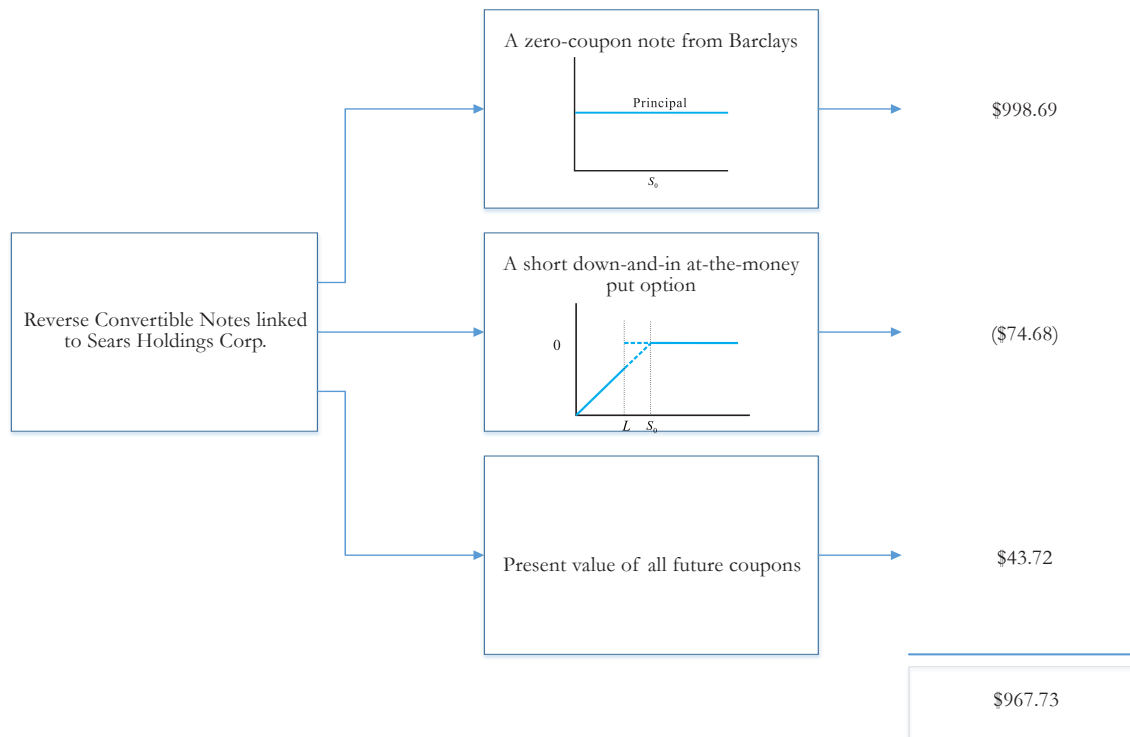 A zero-coupon note from Barclays
Principal
S₀
$998.69
Reverse Convertible Notes linked
to Sears Holdings Corp.
A short down-and-in at-the-money
put option
0
L S₀
($74.68)
Present value of all future coupons
$43.72
$967.73